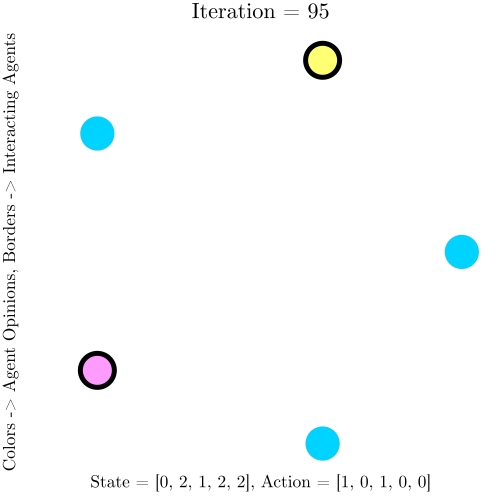 Iteration = 95
Colors -> Agent Opinions, Borders -> Interacting Agents
State = [0, 2, 1, 2, 2], Action = [1, 0, 1, 0, 0]